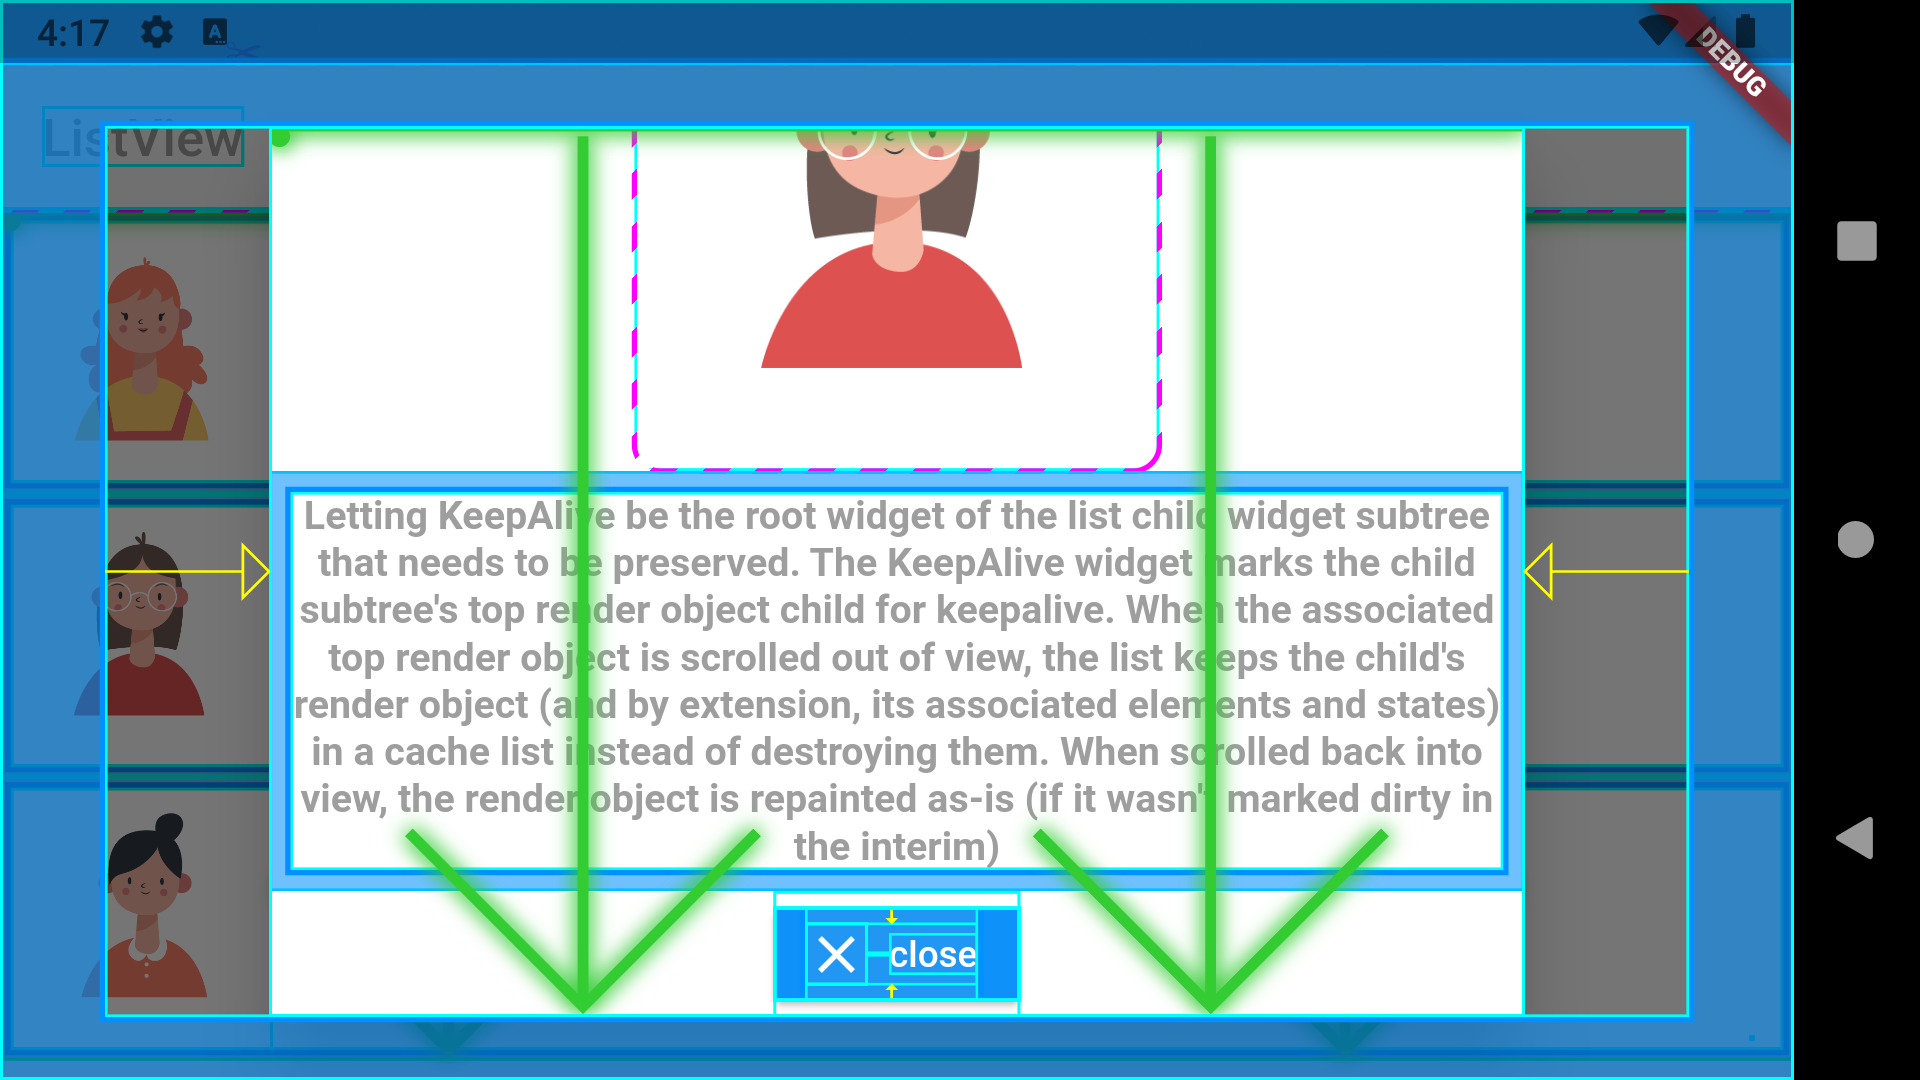 4:17
A
DEBUG
ListView
Letting KeepAlive be the root widget of the list child widget subtree
that needs to be preserved. The KeepAlive widget marks the child
subtree's top render object child for keepalive. When the associated
top render object is scrolled out of view, the list keeps the child's
render object (and by extension, its associated elements and states)
in a cache list instead of destroying them. When scrolled back into
view, the render object is repainted as-is (if it wasn't marked dirty in
the interim)
close